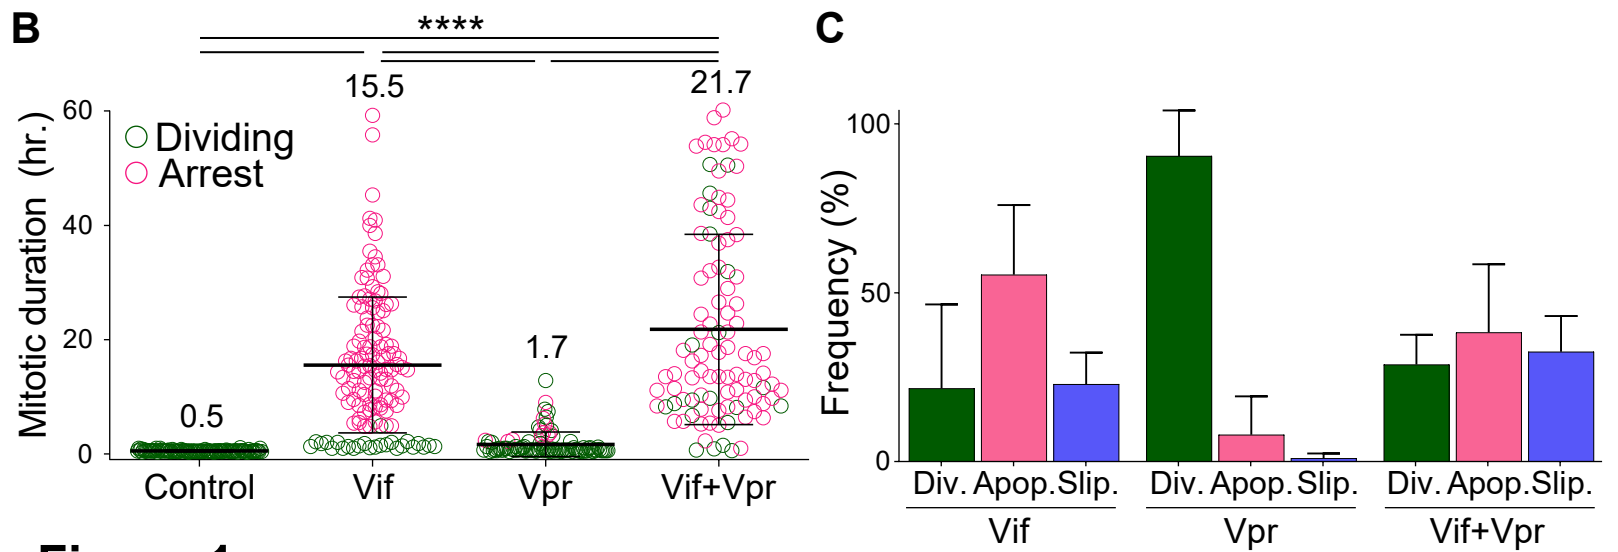 B
****
15.5
21.7
60
Dividing
Arrest
40
20
1.7
0.5
0
Mitotic duration (hr.)
Control Vif Vpr Vif+Vpr
C
100
50
0
Frequency (%)
Div. Apop. Slip. Div. Apop. Slip. Div. Apop. Slip.
Vif Vpr Vif+Vpr